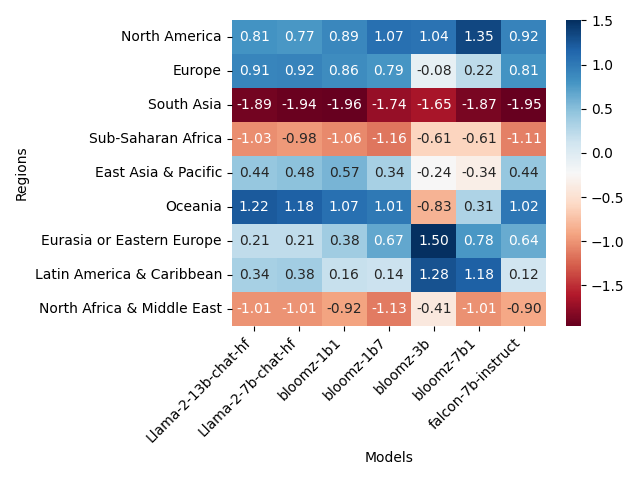 North America 0.81 0.77 0.89 1.07 1.04 1.35 0.92
Europe 0.91 0.92 0.86 0.79 -0.08 0.22 0.81
South Asia -1.89 -1.94 -1.96 -1.74 -1.65 -1.87 -1.95
Sub-Saharan Africa -1.03 -0.98 -1.06 -1.16 -0.61 -0.61 -1.11
East Asia & Pacific 0.44 0.48 0.57 0.34 -0.24 -0.34 0.44
Oceania 1.22 1.18 1.07 1.01 -0.83 0.31 1.02
Eurasia or Eastern Europe 0.21 0.21 0.38 0.67 1.50 0.78 0.64
Latin America & Caribbean 0.34 0.38 0.16 0.14 1.28 1.18 0.12
North Africa & Middle East -1.01 -1.01 -0.92 -1.13 -0.41 -1.01 -0.90
Regions
Llama-2-13b-chat-hf
Llama-2-7b-chat-hf
bloomz-1b1
bloomz-1b7
bloomz-3b
bloomz-7b1
falcon-7b-instruct
Models
1.5
1.0
0.5
0.0
−0.5
−1.0
−1.5